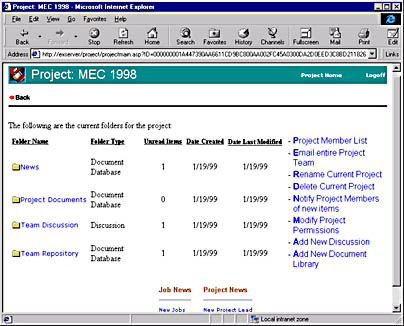 Project: MEC 1998 - Microsoft Internet Explorer
File Edit View Go Favorites Help
Back Forward Stop Refresh Home Search Favorites History Channels Fullscreen Mail Print Edit
Address http://exserver/project/projectmain.asp?ID=
Project: MEC 1998 Project Home Logoff
Back
The following are the current folders for the project:
Folder Name Folder Type Unread Items Date Created Date Last Modified
News Document Database 1 1/19/99 1/19/99
Project Documents Document Database 0 1/19/99 1/19/99
Team Discussion Discussion 1 1/19/99 1/19/99
Team Repository Document Database 1 1/19/99 1/19/99
- Project Member List
- Email entire Project
Team
- Rename Current Project
- Delete Current Project
- Notify Project Members
of new items
- Modify Project
Permissions
- Add New Discussion
- Add New Document
Library
Job News Project News
New Jobs New Project Lead
Local intranet zone